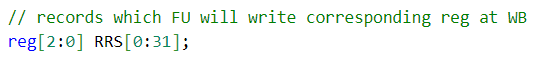 // records which FU will write corresponding reg at WB
reg[2:0] RRS[0:31];